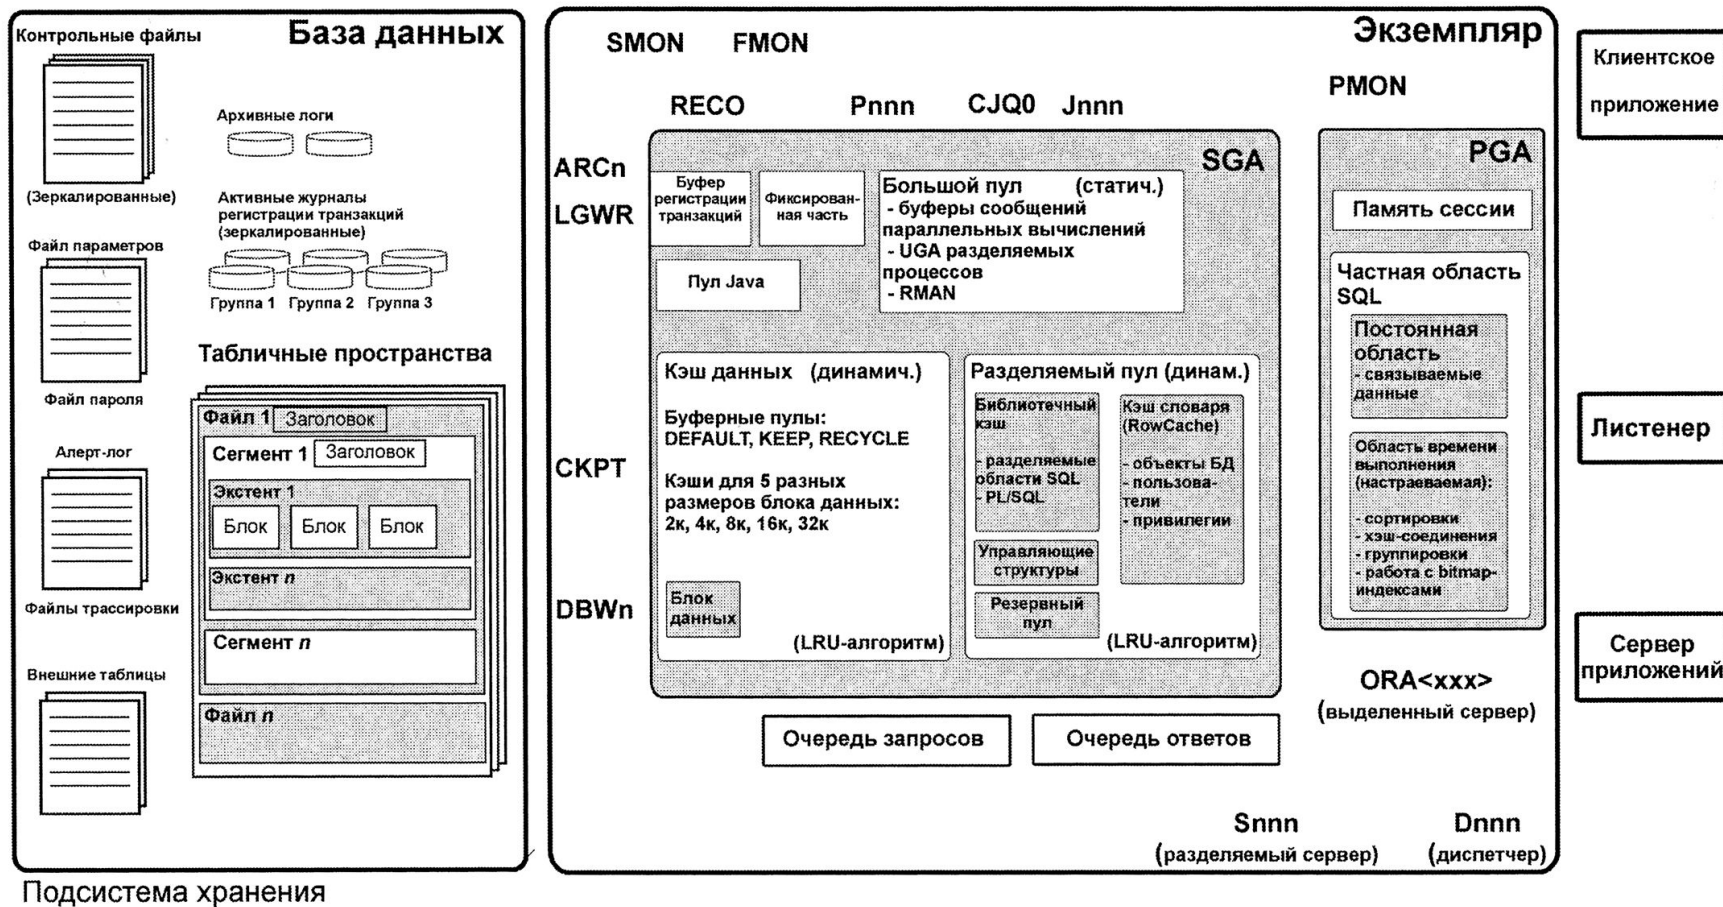 База данных
Контрольные файлы
(Зеркалированные)
Файл параметров
Файл пароля
Алерт-лог
Файлы трассировки
Внешние таблицы
Архивные логи
Активные журналы
регистрации транзакций
(зеркалированные)
Группа 1 Группа 2 Группа 3
Табличные пространства
Файл 1 Заголовок
Сегмент 1 Заголовок
Экстент 1
Блок Блок Блок
Экстент n
Сегмент n
Файл n
Подсистема хранения
Экземпляр
SMON FMON
PMON
RECO Pnnn CJQ0 Jnnn
ARCn
LGWR
CKPT
DBWn
SGA
Буфер
регистрации
транзакций
Фиксирован-
ная часть
Большой пул (статич.)
- буферы сообщений
параллельных вычислений
- UGA разделяемых
процессов
- RMAN
Пул Java
Кэш данных (динамич.)
Буферные пулы:
DEFAULT, KEEP, RECYCLE
Кэши для 5 разных
размеров блока данных:
2к, 4к, 8к, 16к, 32к
Блок
данных
(LRU-алгоритм)
Разделяемый пул (динам.)
Библиотечный
кэш
- разделяемые
области SQL
- PL/SQL
Управляющие
структуры
Резервный
пул
Кэш словаря
(RowCache)
- объекты БД
- пользова-
тели
- привилегии
(LRU-алгоритм)
PGA
Память сессии
Частная область
SQL
Постоянная
область
- связываемые
данные
Область времени
выполнения
(настраеваемая):
- сортировки
- хэш-соединения
- группировки
- работа с bitmap-
индексами
ORA<xxx>
(выделенный сервер)
Очередь запросов
Очередь ответов
Snnn
(разделяемый сервер)
Dnnn
(диспетчер)
Клиентское
приложение
Листенер
Сервер
приложений